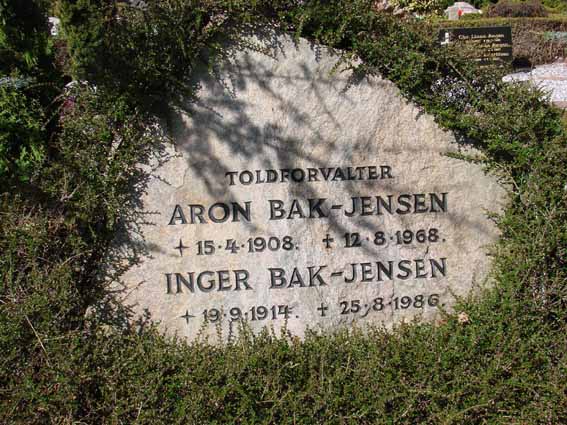 TOLDFORVALTER
ARON BAK-JENSEN
+ 15·4·1908. ✝ 12·8·1968.
INGER BAK-JENSEN
+ 19·9·1914. ✝ 25·8·1986.